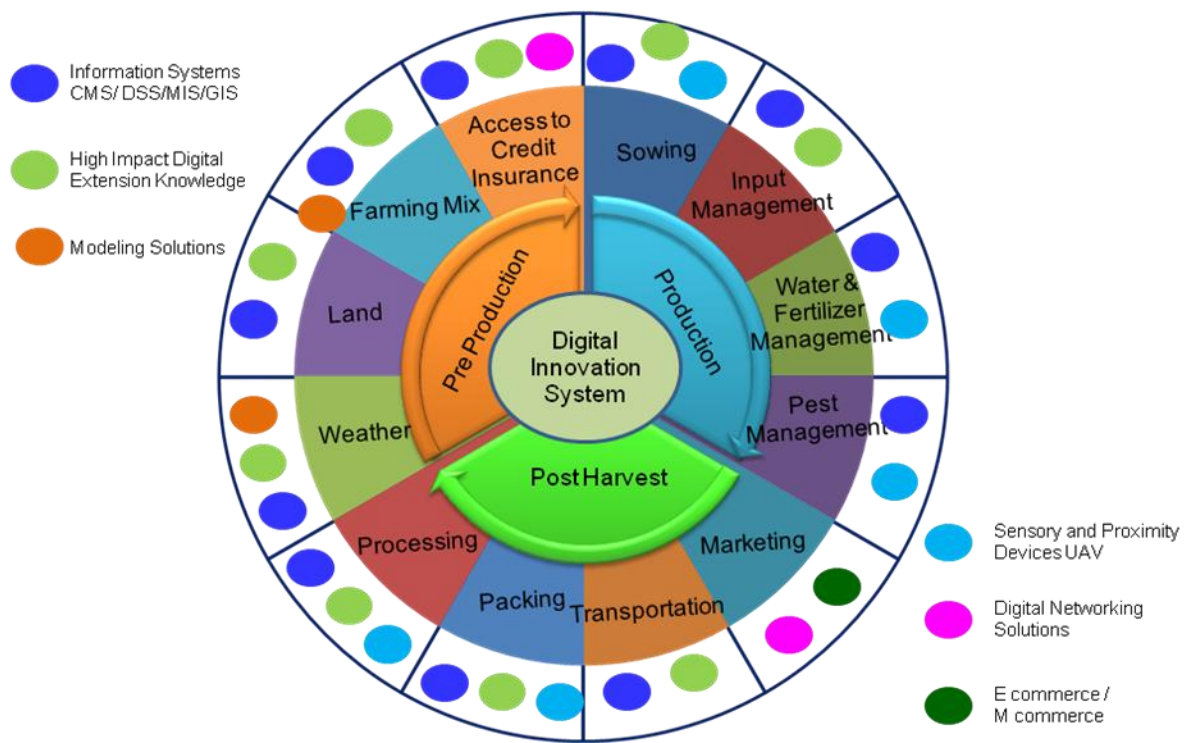 Information Systems
CMS/ DSS/MIS/GIS
High Impact Digital
Extension Knowledge
Modeling Solutions
Access to
Credit
Insurance
Sowing
Input
Management
Water &
Fertilizer
Management
Pest
Management
Marketing
Transportation
Packing
Processing
Weather
Land
Farming Mix
Pre Production
Production
Post Harvest
Digital
Innovation
System
Sensory and Proximity
Devices UAV
Digital Networking
Solutions
E commerce /
M commerce